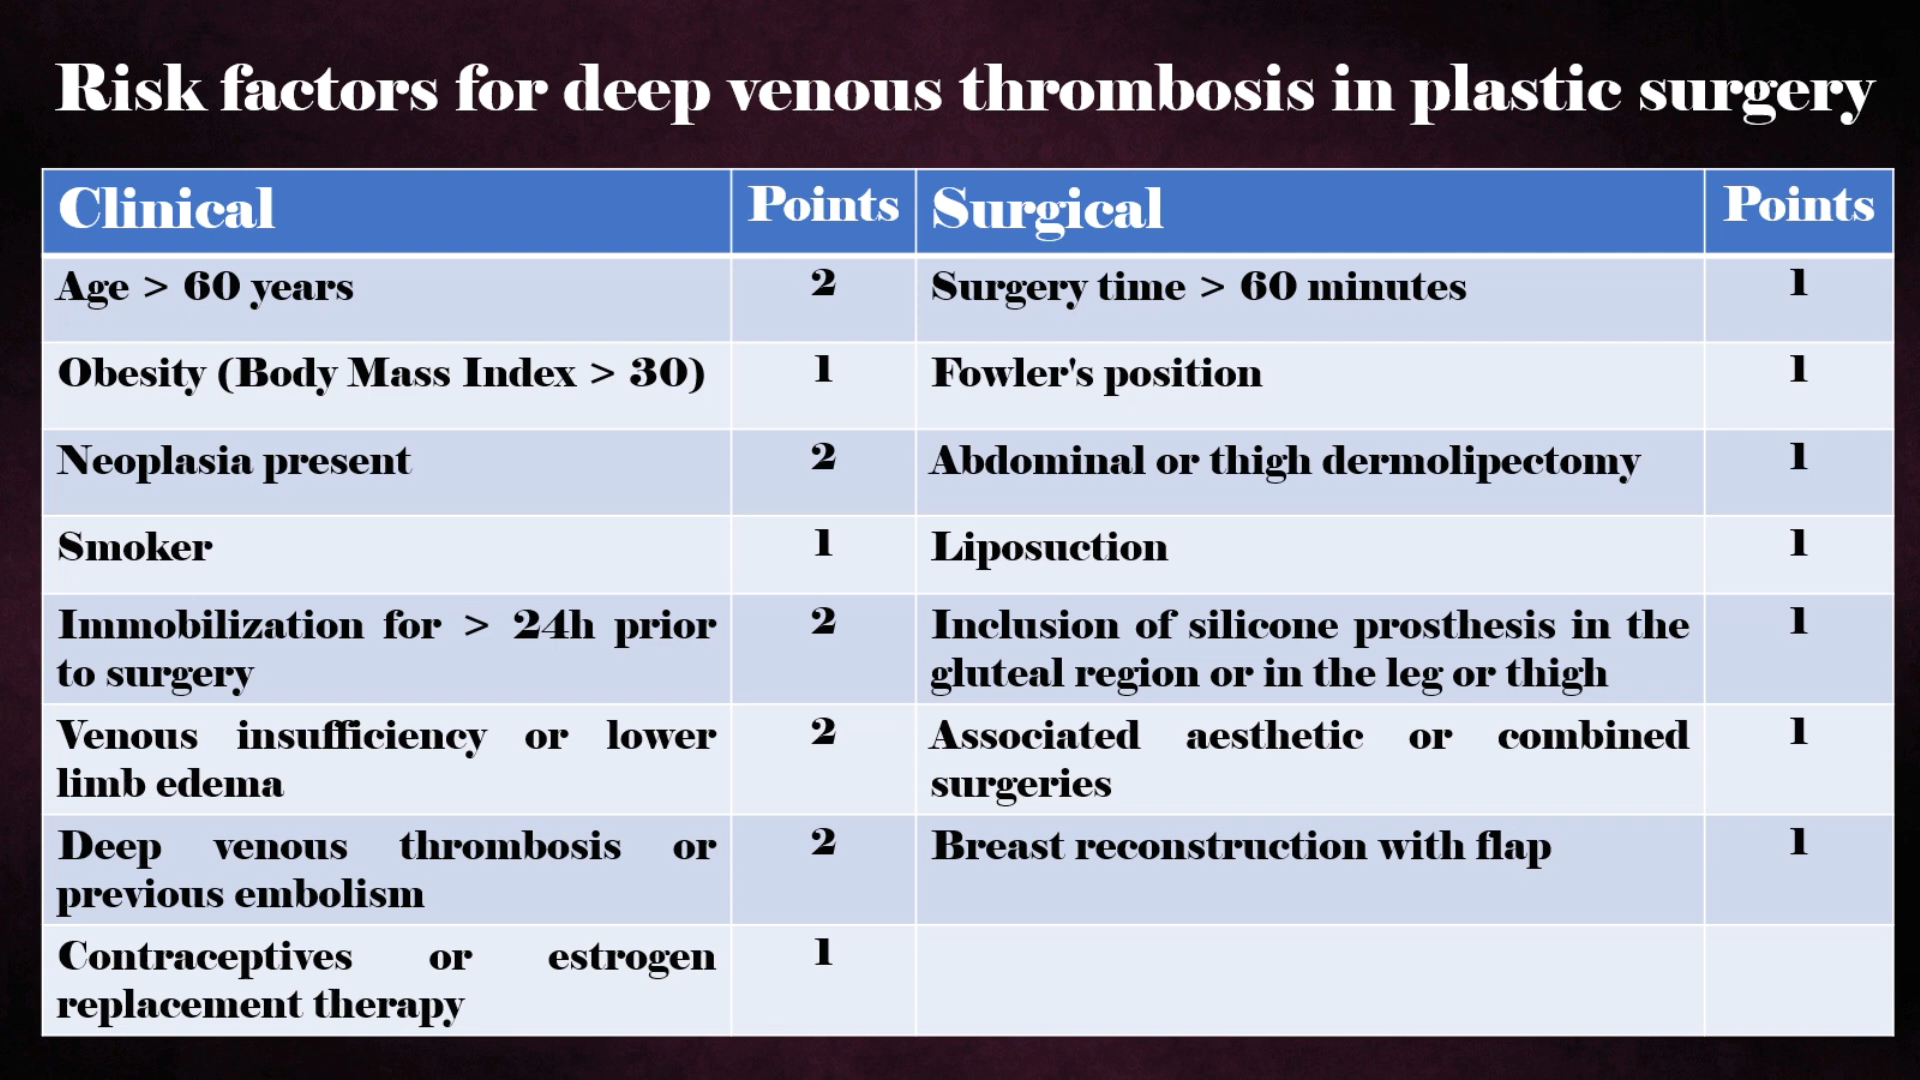 Risk factors for deep venous thrombosis in plastic surgery
Clinical Points Surgical Points
Age > 60 years 2 Surgery time > 60 minutes 1
Obesity (Body Mass Index > 30) 1 Fowler's position 1
Neoplasia present 2 Abdominal or thigh dermolipectomy 1
Smoker 1 Liposuction 1
Immobilization for > 24h prior 2 Inclusion of silicone prosthesis in the 1
to surgery gluteal region or in the leg or thigh
Venous insufficiency or lower 2 Associated aesthetic or combined 1
limb edema surgeries
Deep venous thrombosis or 2 Breast reconstruction with flap 1
previous embolism
Contraceptives or estrogen 1
replacement therapy